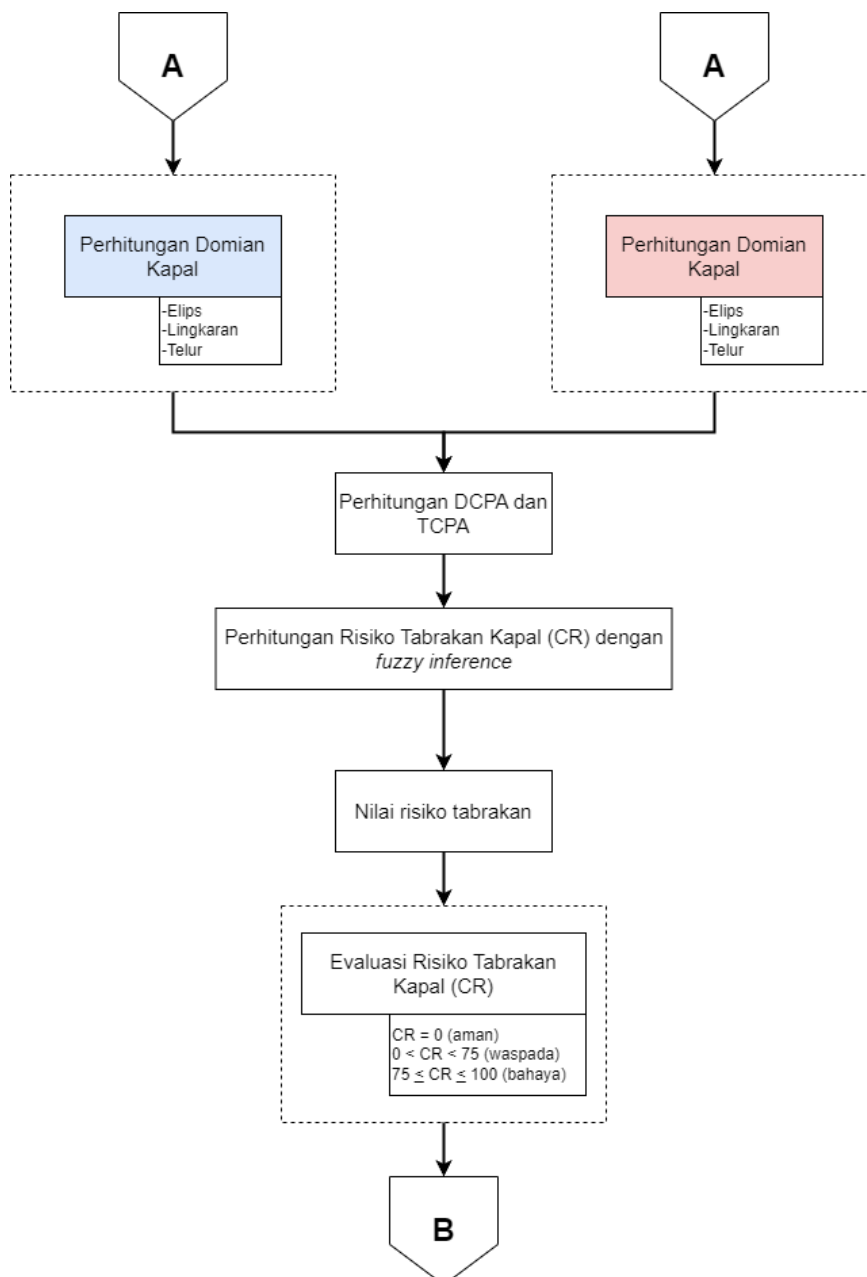 A
A
Perhitungan Domian
Kapal
-Elips
-Lingkaran
-Telur
Perhitungan Domian
Kapal
-Elips
-Lingkaran
-Telur
Perhitungan DCPA dan
TCPA
Perhitungan Risiko Tabrakan Kapal (CR) dengan
fuzzy inference
Nilai risiko tabrakan
Evaluasi Risiko Tabrakan
Kapal (CR)
CR = 0 (aman)
0 < CR < 75 (waspada)
75 ≤ CR ≤ 100 (bahaya)
B